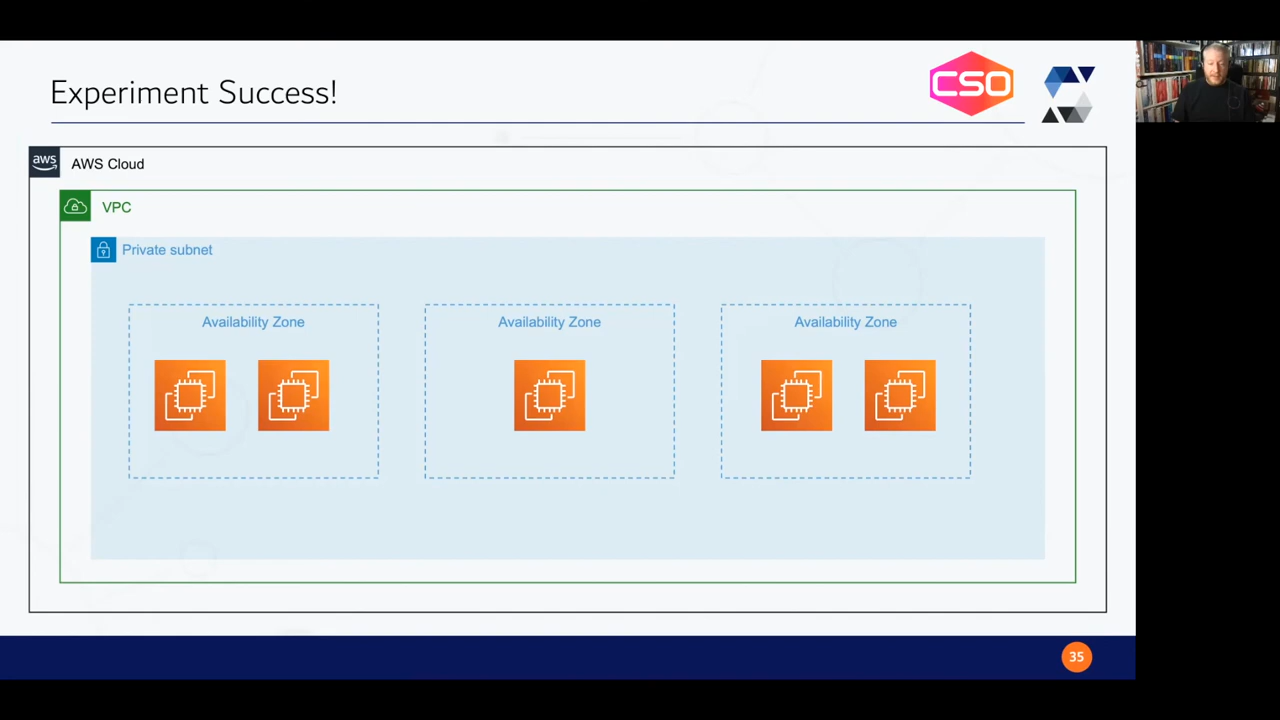 Experiment Success!
CSO
aws
AWS Cloud
VPC
Private subnet
Availability Zone
Availability Zone
Availability Zone
35